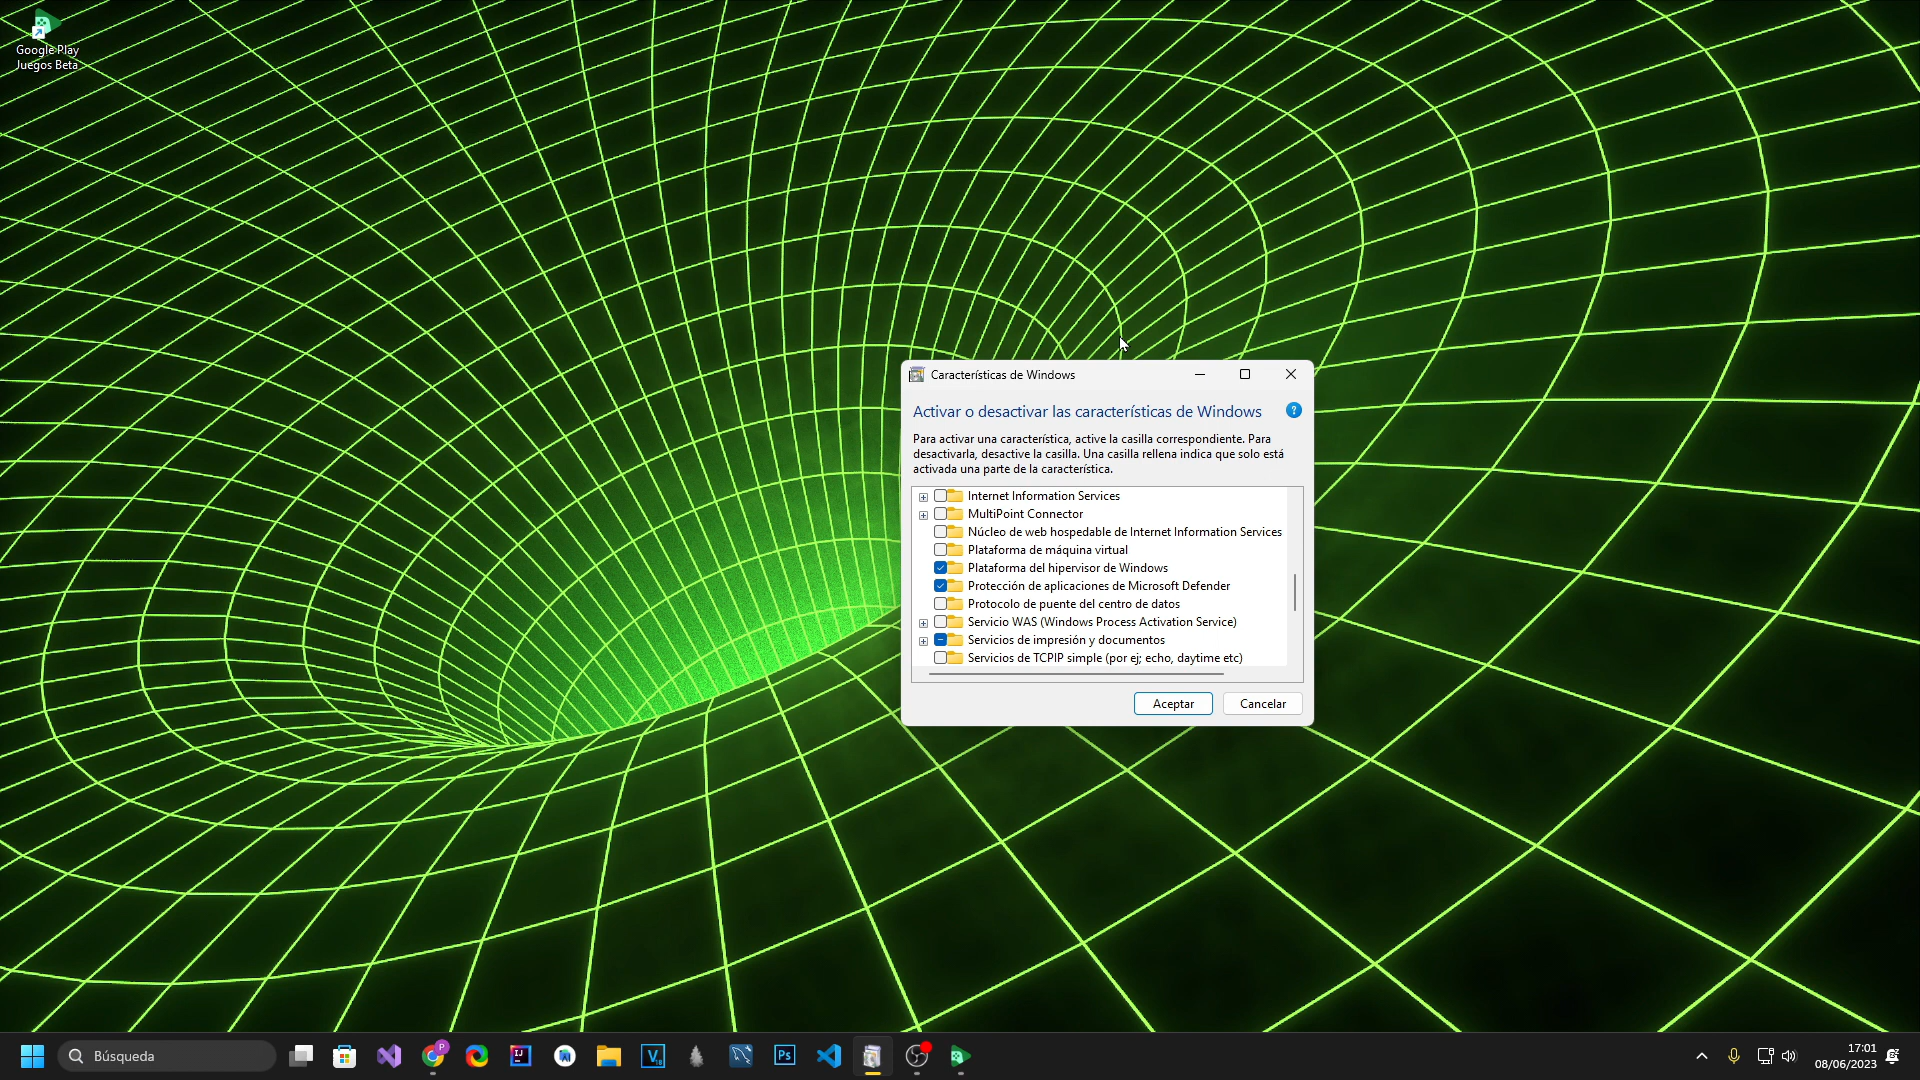 Google Play
Juegos Beta
Características de Windows
Activar o desactivar las características de Windows
?
Para activar una característica, active la casilla correspondiente. Para
desactivarla, desactive la casilla. Una casilla rellena indica que solo está
activada una parte de la característica.
Internet Information Services
MultiPoint Connector
Núcleo de web hospedable de Internet Information Services
Plataforma de máquina virtual
Plataforma del hipervisor de Windows
Protección de aplicaciones de Microsoft Defender
Protocolo de puente del centro de datos
Servicio WAS (Windows Process Activation Service)
Servicios de impresión y documentos
Servicios de TCPIP simple (por ej; echo, daytime etc)
Aceptar
Cancelar
Búsqueda
P
IJ
V
Ps
17:01
08/06/2023